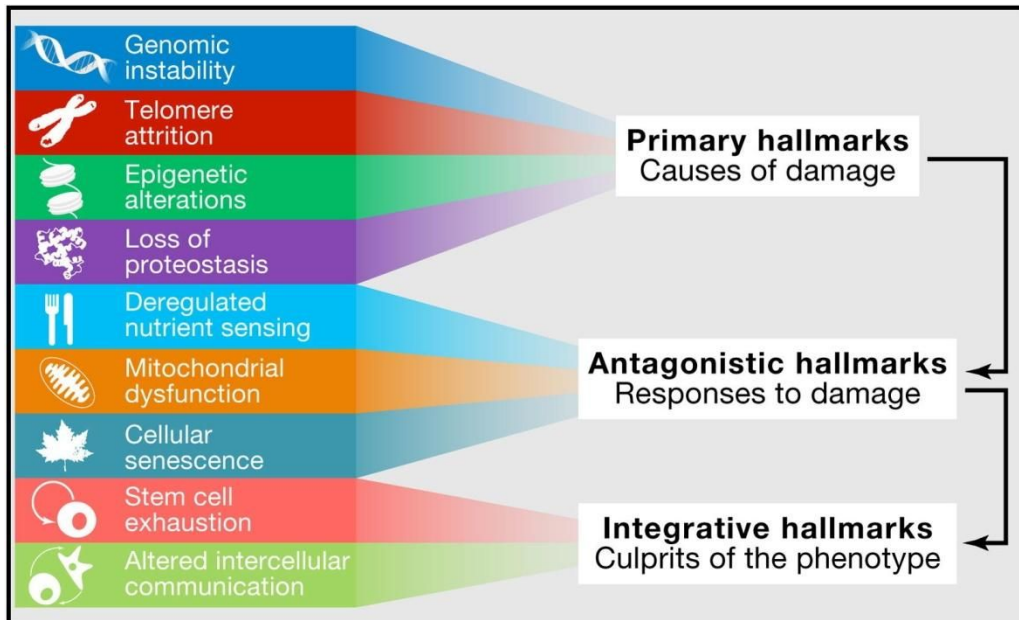 Genomic
instability
Telomere
attrition
Epigenetic
alterations
Loss of
proteostasis
Deregulated
nutrient sensing
Mitochondrial
dysfunction
Cellular
senescence
Stem cell
exhaustion
Altered intercellular
communication
Primary hallmarks
Causes of damage
Antagonistic hallmarks
Responses to damage
Integrative hallmarks
Culprits of the phenotype